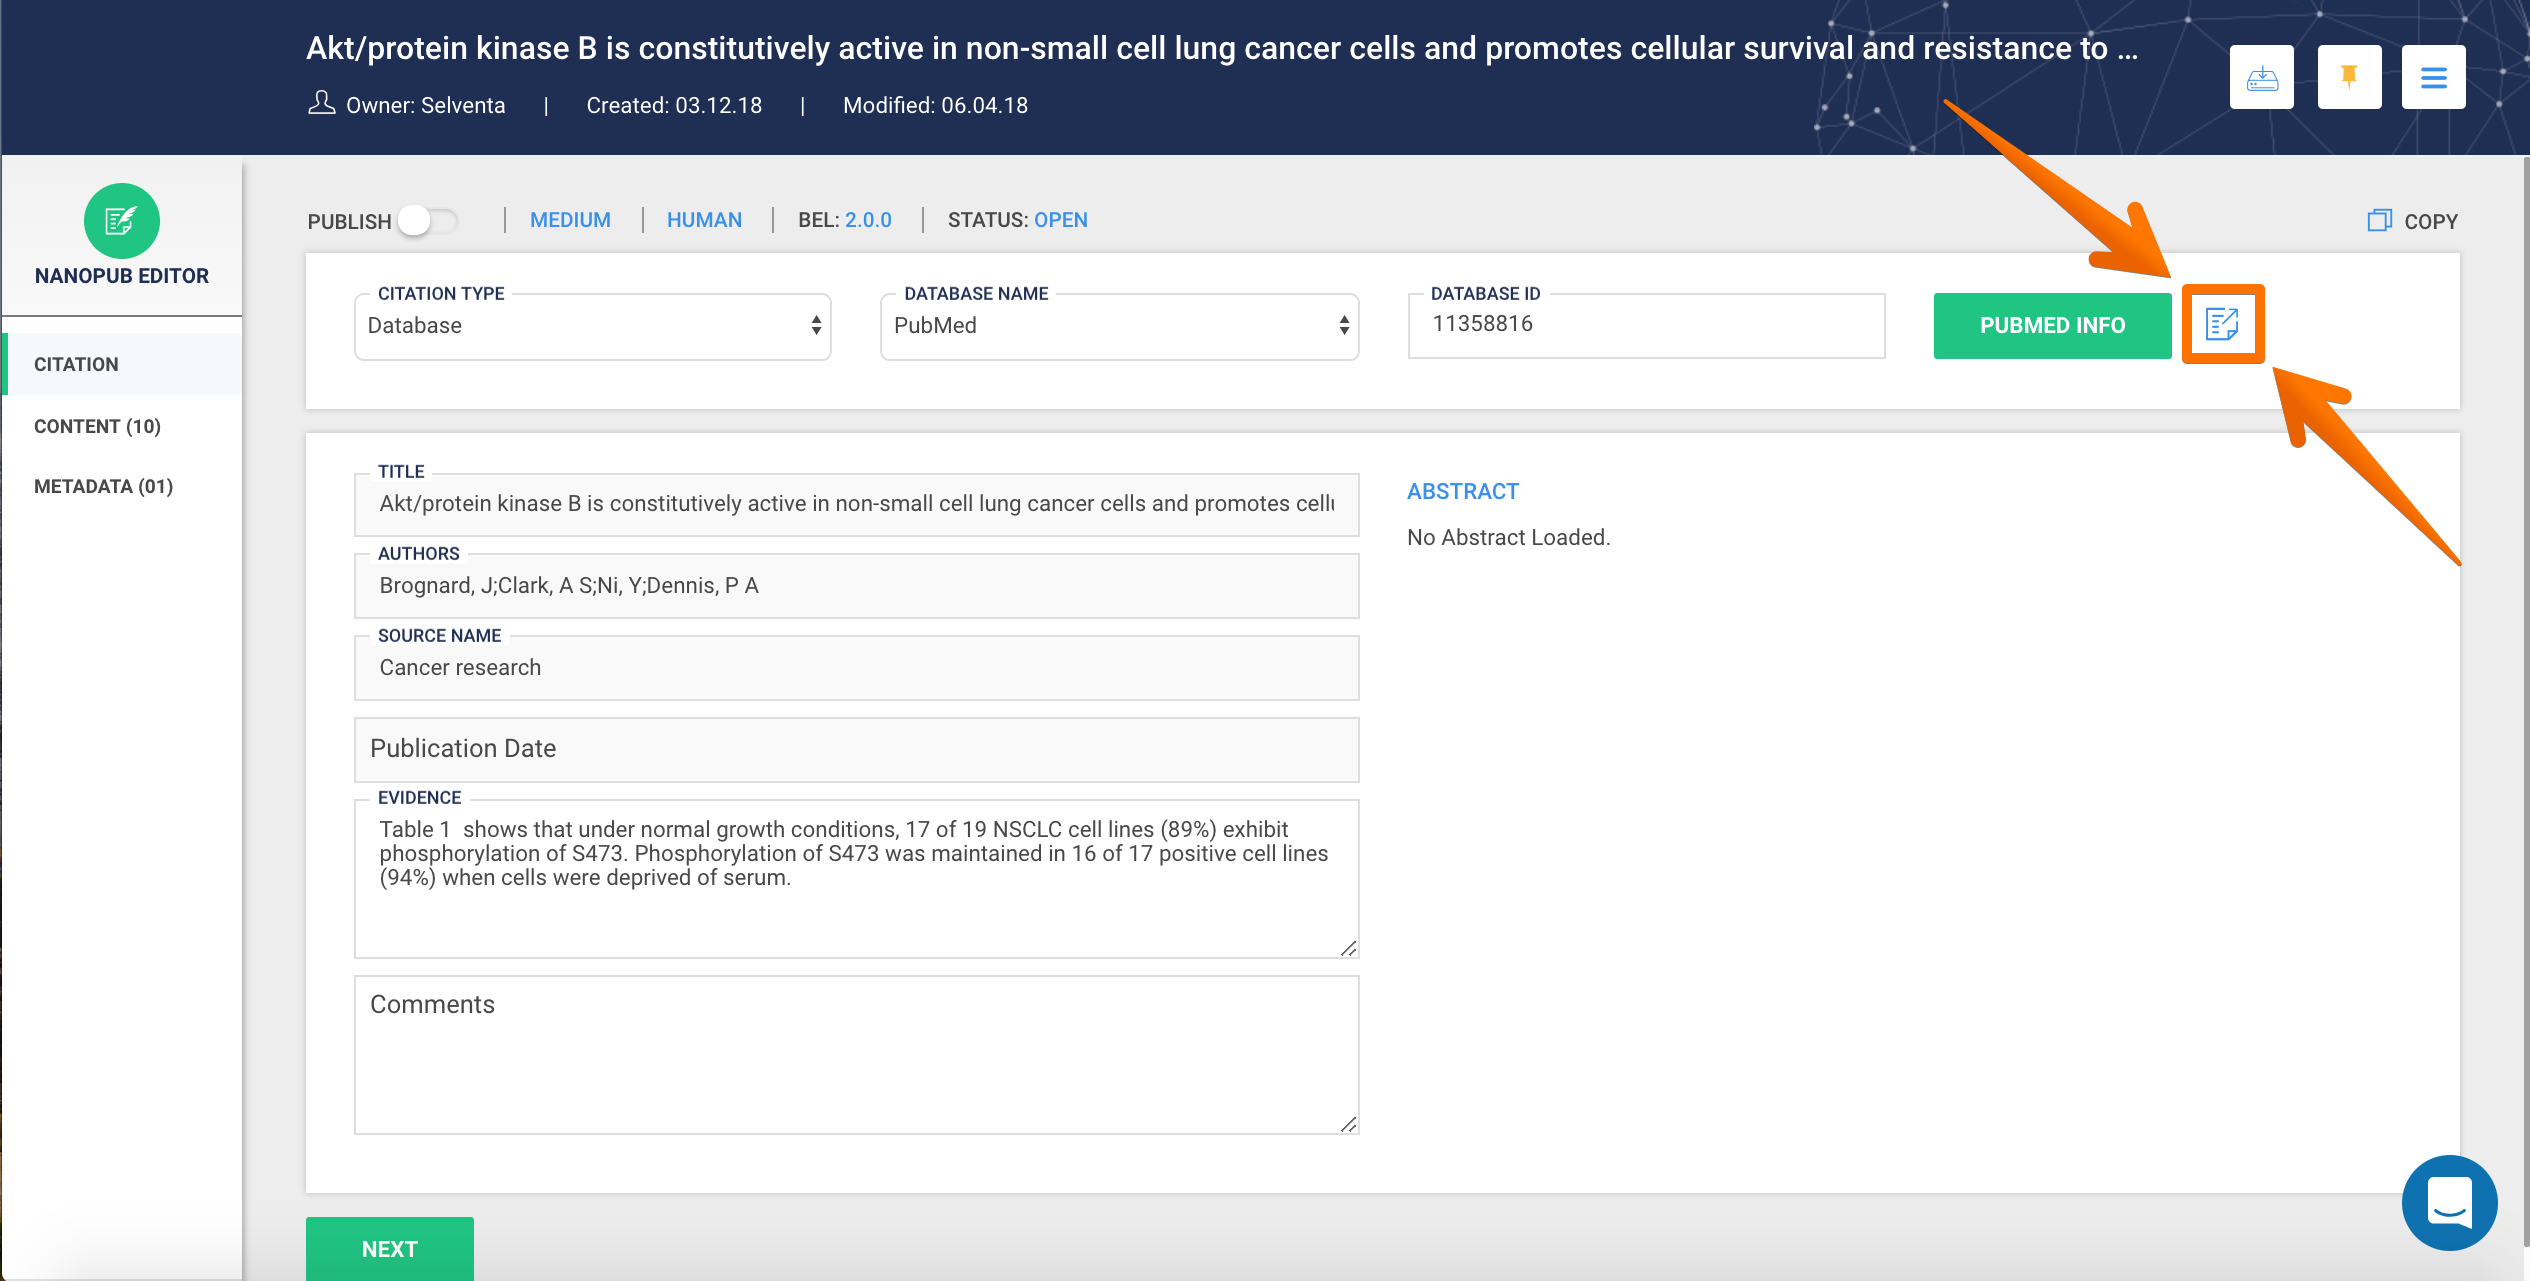 Akt/protein kinase B is constitutively active in non-small cell lung cancer cells and promotes cellular survival and resistance to ...
Owner: Selventa | Created: 03.12.18 | Modified: 06.04.18
NANOPUB EDITOR
CITATION
CONTENT (10)
METADATA (01)
PUBLISH | MEDIUM | HUMAN | BEL: 2.0.0 | STATUS: OPEN
COPY
CITATION TYPE
Database
DATABASE NAME
PubMed
DATABASE ID
11358816
PUBMED INFO
TITLE
Akt/protein kinase B is constitutively active in non-small cell lung cancer cells and promotes cellu
AUTHORS
Brognard, J;Clark, A S;Ni, Y;Dennis, P A
SOURCE NAME
Cancer research
Publication Date
EVIDENCE
Table 1  shows that under normal growth conditions, 17 of 19 NSCLC cell lines (89%) exhibit
phosphorylation of S473. Phosphorylation of S473 was maintained in 16 of 17 positive cell lines
(94%) when cells were deprived of serum.
Comments
ABSTRACT
No Abstract Loaded.
NEXT